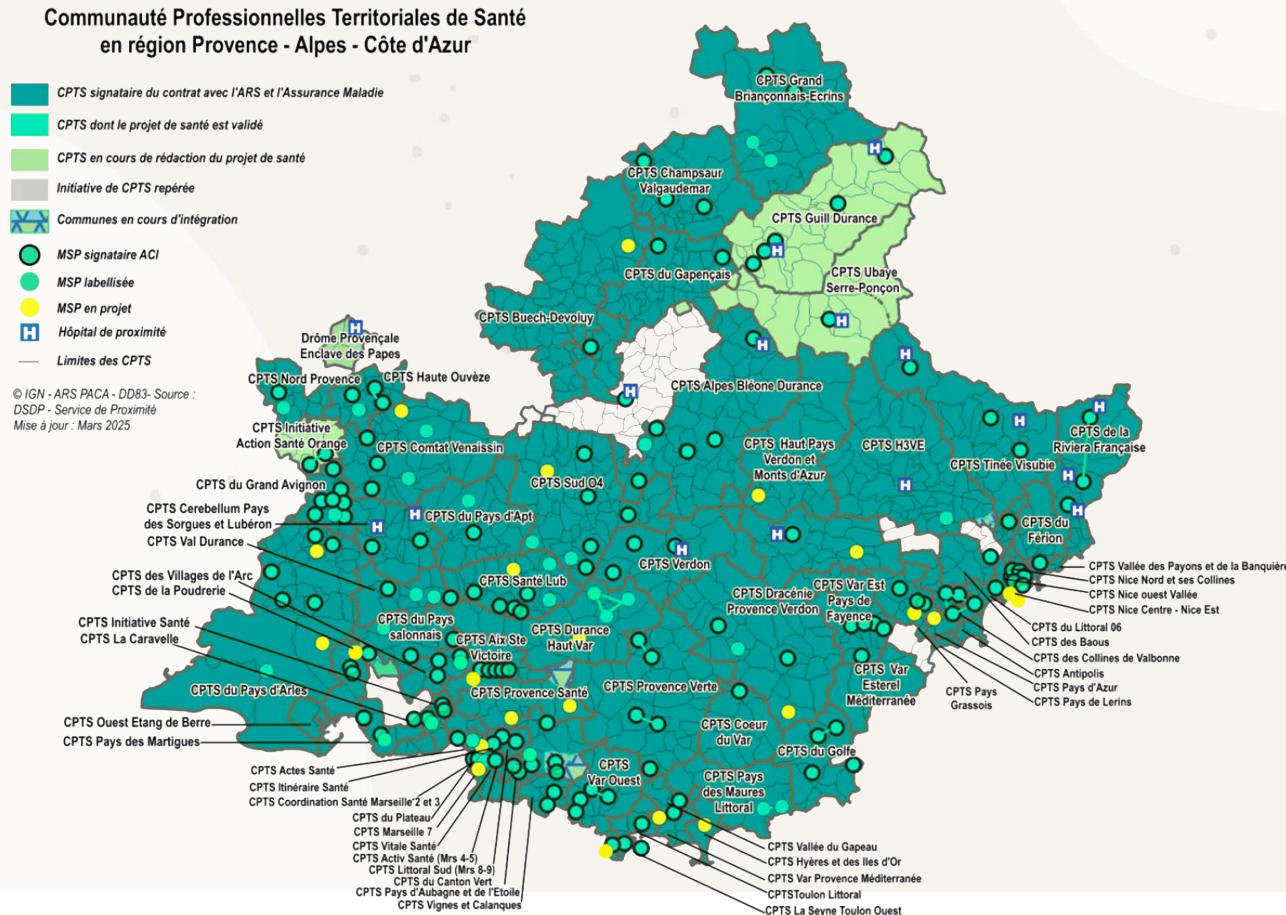 Communauté Professionnelles Territoriales de Santé
en région Provence - Alpes - Côte d'Azur
CPTS signataire du contrat avec l'ARS et l'Assurance Maladie
CPTS dont le projet de santé est validé
CPTS en cours de rédaction du projet de santé
Initiative de CPTS repérée
Communes en cours d'intégration
MSP signataire ACI
MSP labellisée
MSP en projet
H Hôpital de proximité
Limites des CPTS
© IGN - ARS PACA - DD83- Source :
DSDP - Service de Proximité
Mise à jour : Mars 2025
CPTS Grand
Briançonnais-Ecrins
CPTS Champsaur
Valgaudemar
CPTS Guill Durance
CPTS du Gapençais
CPTS Ubaye
Serre-Ponçon
CPTS Buech-Devoluy
Drôme Provençale
Enclave des Papes
CPTS Nord Provence
CPTS Haute Ouvèze
CPTS Alpes Bléone Durance
CPTS Initiative
Action Santé Orange
CPTS Comtat Venaissin
CPTS Haut Pays
Verdon et
Monts d'Azur
CPTS H3VE
CPTS de la
Riviera Française
CPTS Tinée Visubie
CPTS du Grand Avignon
CPTS Sud O4
CPTS Cerebellum Pays
des Sorgues et Lubéron
CPTS du Pays d'Apt
CPTS du
Férion
CPTS Val Durance
CPTS Verdon
CPTS des Villages de l'Arc
CPTS de la Poudrerie
CPTS Santé Lub
CPTS Dracénie
Provence Verdon
CPTS Var Est
Pays de
Fayence
CPTS Vallée des Payons et de la Banquière
CPTS Nice Nord et ses Collines
CPTS Nice ouest Vallée
CPTS Nice Centre - Nice Est
CPTS Initiative Santé
CPTS La Caravelle
CPTS du Pays
salonnais
CPTS Aix Ste
Victoire
CPTS Durance
Haut Var
CPTS du Littoral 06
CPTS des Baous
CPTS des Collines de Valbonne
CPTS Antipolis
CPTS Pays d'Azur
CPTS Pays de Lerins
CPTS Pays
Grassois
CPTS du Pays d'Arles
CPTS Provence Santé
CPTS Provence Verte
CPTS Var
Esterel
Méditerranée
CPTS Ouest Etang de Berre
CPTS Pays des Martigues
CPTS Coeur
du Var
CPTS du Golfe
CPTS Actes Santé
CPTS Itinéraire Santé
CPTS Coordination Santé Marseille 2 et 3
CPTS du Plateau
CPTS Marseille 7
CPTS Vitale Santé
CPTS Activ Santé (Mrs 4-5)
CPTS Littoral Sud (Mrs 8-9)
CPTS du Canton Vert
CPTS Pays d'Aubagne et de l'Etoile
CPTS Vignes et Calanques
CPTS
Var Ouest
CPTS Pays
des Maures
Littoral
CPTS Vallée du Gapeau
CPTS Hyères et des Iles d'Or
CPTS Var Provence Méditerranée
CPTSToulon Littoral
CPTS La Seyne Toulon Ouest